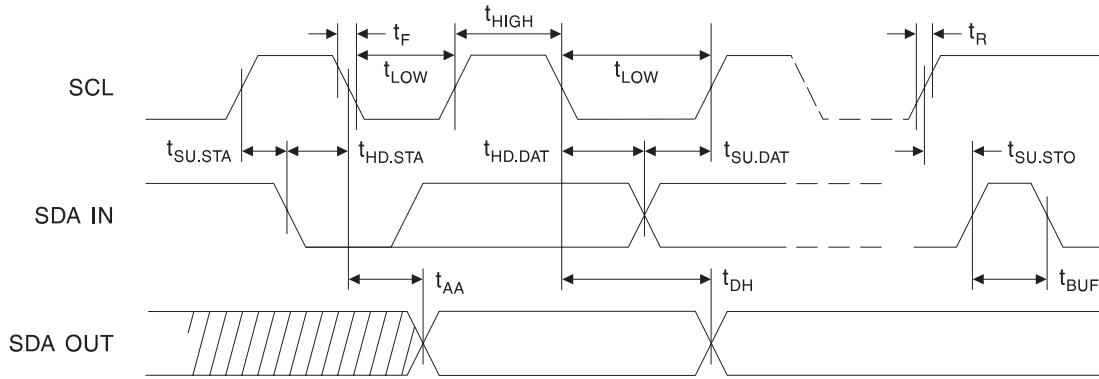 tHIGH
tF
tR
tLOW
tLOW
SCL
tSU.STA
tHD.STA
tHD.DAT
tSU.DAT
tSU.STO
SDA IN
tAA
tDH
tBUF
SDA OUT